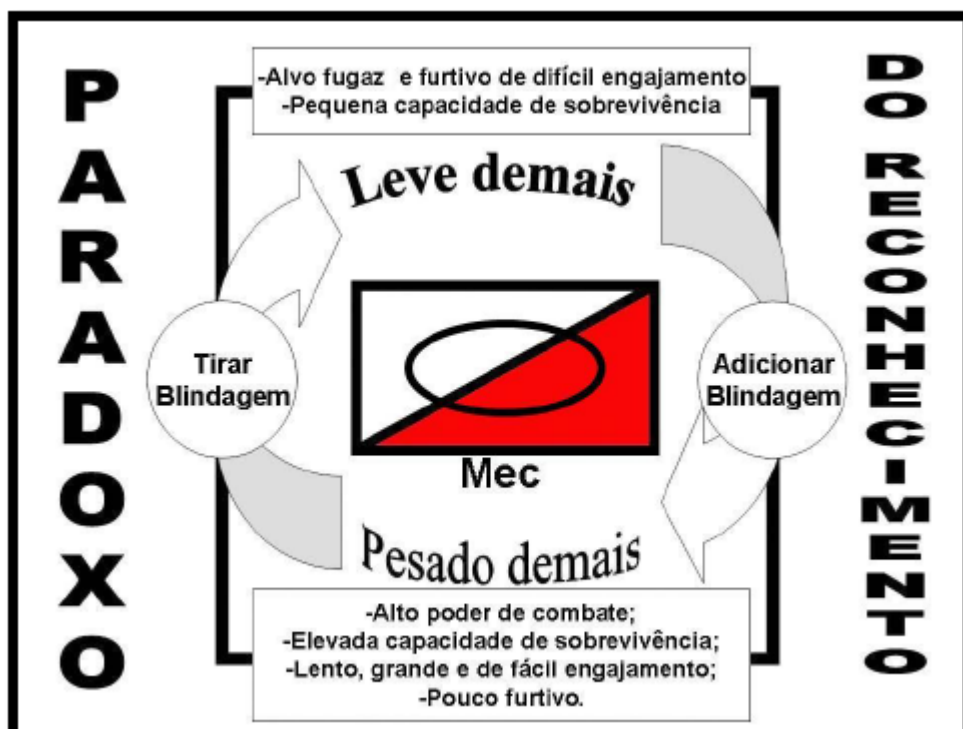 PARADOXO
DO RECONHECIMENTO
-Alvo fugaz e furtivo de difícil engajamento
-Pequena capacidade de sobrevivência
Leve demais
Tirar
Blindagem
Adicionar
Blindagem
Mec
Pesado demais
-Alto poder de combate;
-Elevada capacidade de sobrevivência;
-Lento, grande e de fácil engajamento;
-Pouco furtivo.